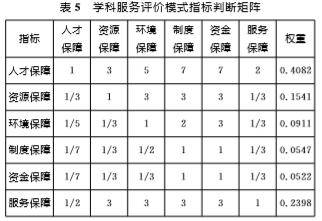 表 5 学科服务评价模式指标判断矩阵
指标 人才保障 资源保障 环境保障 制度保障 资金保障 服务保障 权重
人才保障 1 3 5 7 7 2 0.4082
资源保障 1/3 1 3 3 3 1/3 0.1541
环境保障 1/5 1/3 1 2 3 1/3 0.0911
制度保障 1/7 1/3 1/2 1 1 1/3 0.0547
资金保障 1/7 1/3 1/3 1 1 1/3 0.0522
服务保障 1/2 3 3 3 3 1 0.2398